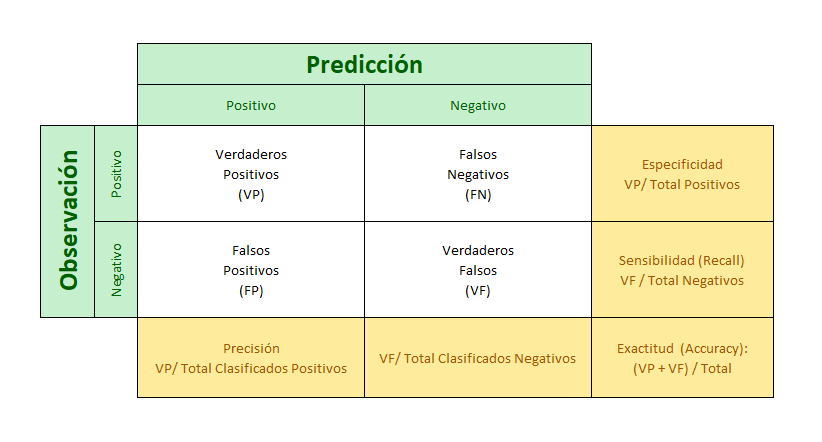 Predicción
Positivo
Negativo
Observación
Positivo
Verdaderos
Positivos
(VP)
Falsos
Negativos
(FN)
Especificidad
VP/ Total Positivos
Negativo
Falsos
Positivos
(FP)
Verdaderos
Falsos
(VF)
Sensibilidad (Recall)
VF / Total Negativos
Precisión
VP/ Total Clasificados Positivos
VF/ Total Clasificados Negativos
Exactitud (Accuracy):
(VP + VF) / Total